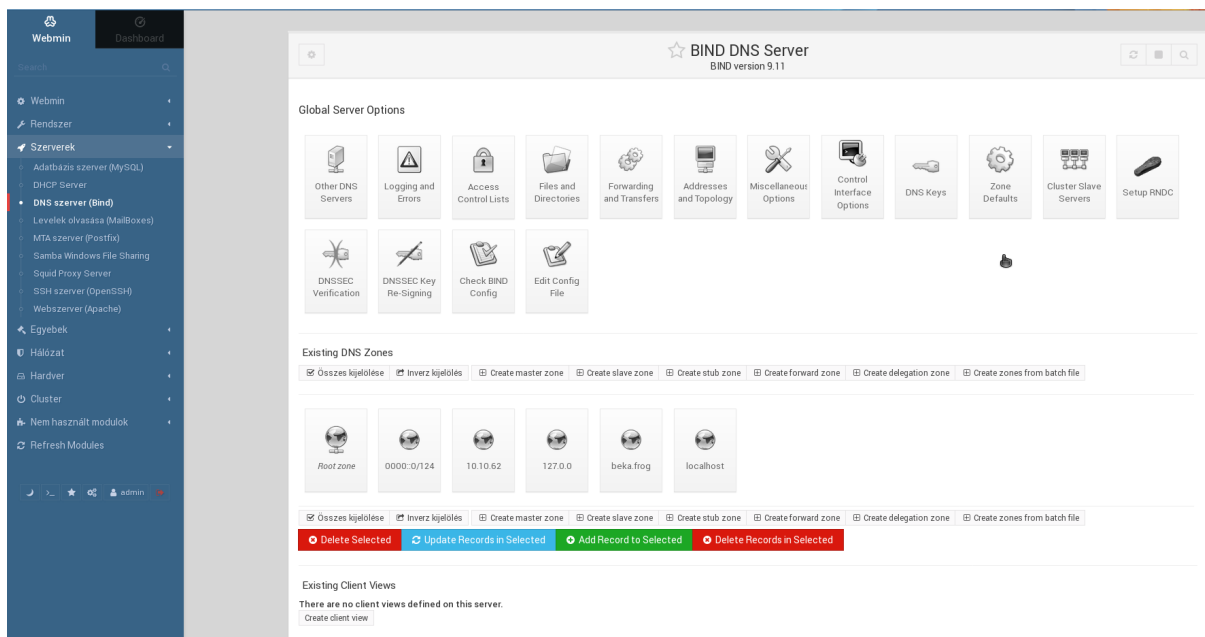 Webmin
Dashboard
Search
Webmin
Rendszer
Szerverek
Adatbázis szerver (MySQL)
DHCP Server
DNS szerver (Bind)
Levelek olvasása (MailBoxes)
MTA szerver (Postfix)
Samba Windows File Sharing
Squid Proxy Server
SSH szerver (OpenSSH)
Webszerver (Apache)
Egyebek
Hálózat
Hardver
Cluster
Nem használt modulok
Refresh Modules
admin
BIND DNS Server
BIND version 9.11
Global Server Options
Other DNS Servers
Logging and Errors
Access Control Lists
Files and Directories
Forwarding and Transfers
Addresses and Topology
Miscellaneous Options
Control Interface Options
DNS Keys
Zone Defaults
Cluster Slave Servers
Setup RNDC
DNSSEC Verification
DNSSEC Key Re-Signing
Check BIND Config
Edit Config File
Existing DNS Zones
Összes kijelölése Inverz kijelölés Create master zone Create slave zone Create stub zone Create forward zone Create delegation zone Create zones from batch file
Root zone 0000::0/124 10.10.62 127.0.0 beka.frog localhost
Összes kijelölése Inverz kijelölés Create master zone Create slave zone Create stub zone Create forward zone Create delegation zone Create zones from batch file
Delete Selected Update Records in Selected Add Record to Selected Delete Records in Selected
Existing Client Views
There are no client views defined on this server.
Create client view